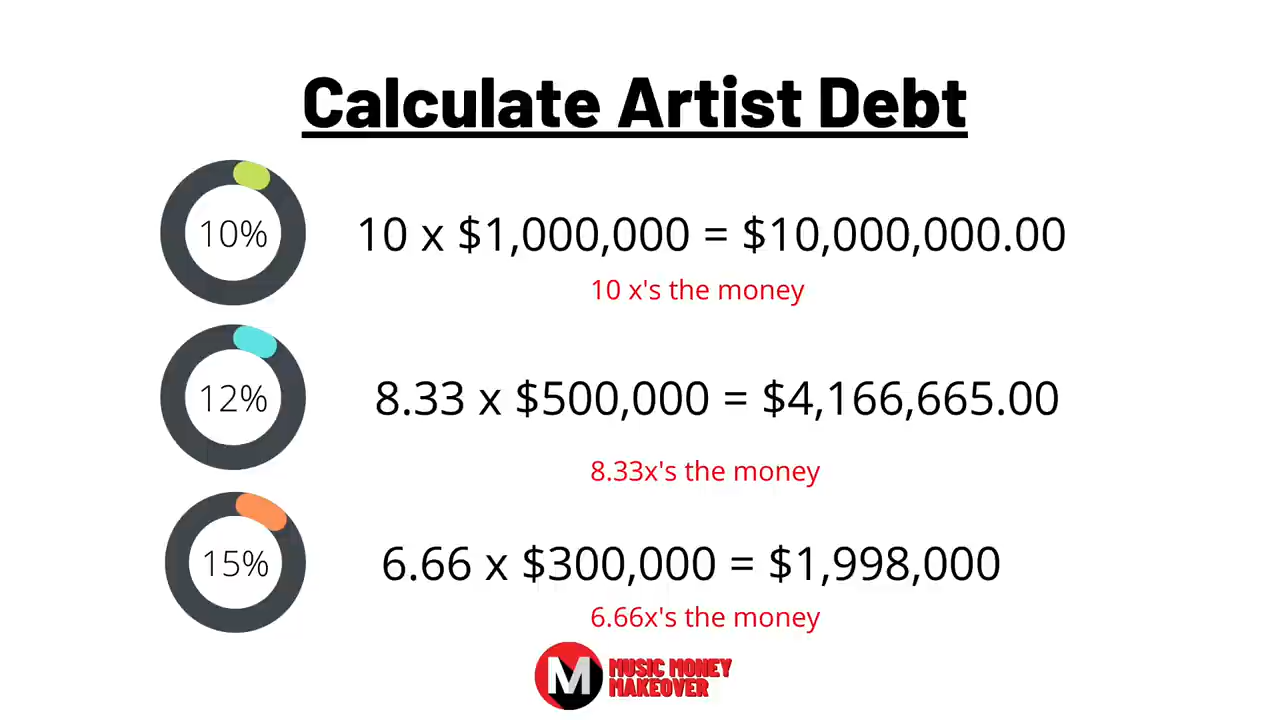 Calculate Artist Debt
10%
10 x $1,000,000 = $10,000,000.00
10 x's the money
12%
8.33 x $500,000 = $4,166,665.00
8.33x's the money
15%
6.66 x $300,000 = $1,998,000
6.66x's the money
M
MUSIC MONEY
MAKEOVER